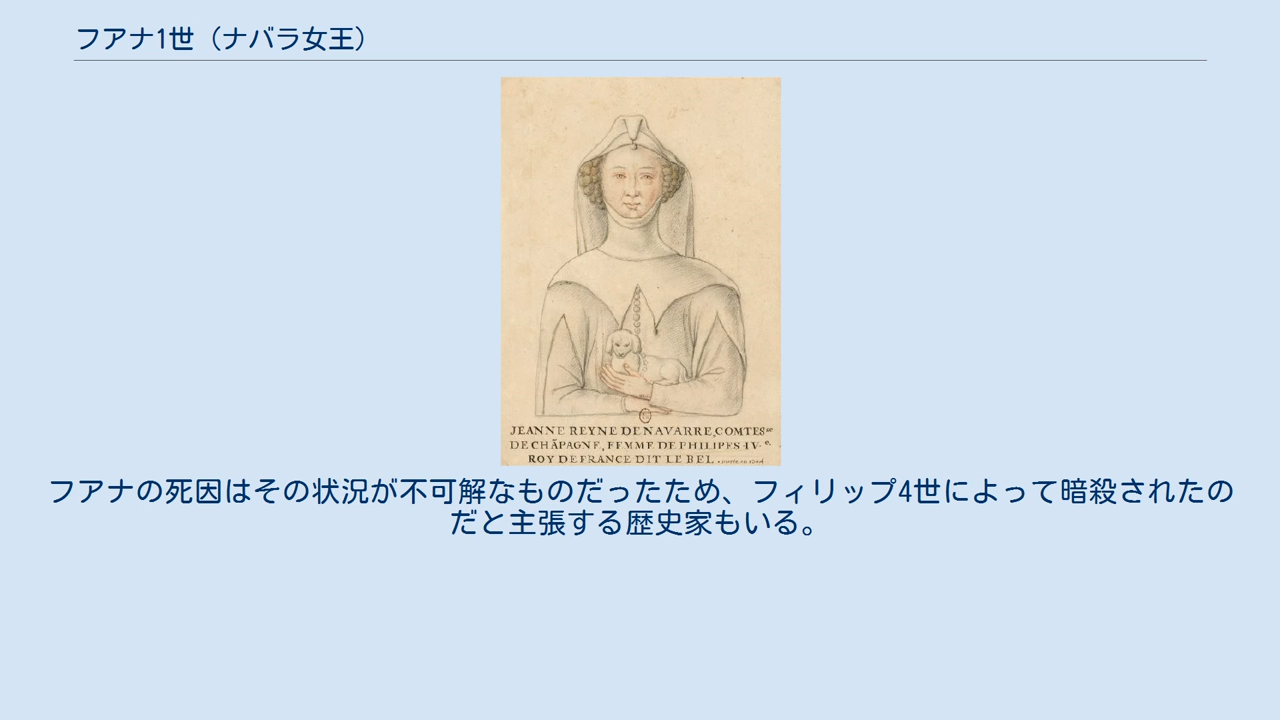 フアナ1世（ナバラ女王）
JEANNE REYNE DE NAVARRE, COMTESse
DE CHĀPAGNE, FEMME DE PHILIPES IV.e.
ROY DE FRANCE DIT LE BEL
フアナの死因はその状況が不可解なものだったため、フィリップ4世によって暗殺されたの
だと主張する歴史家もいる。